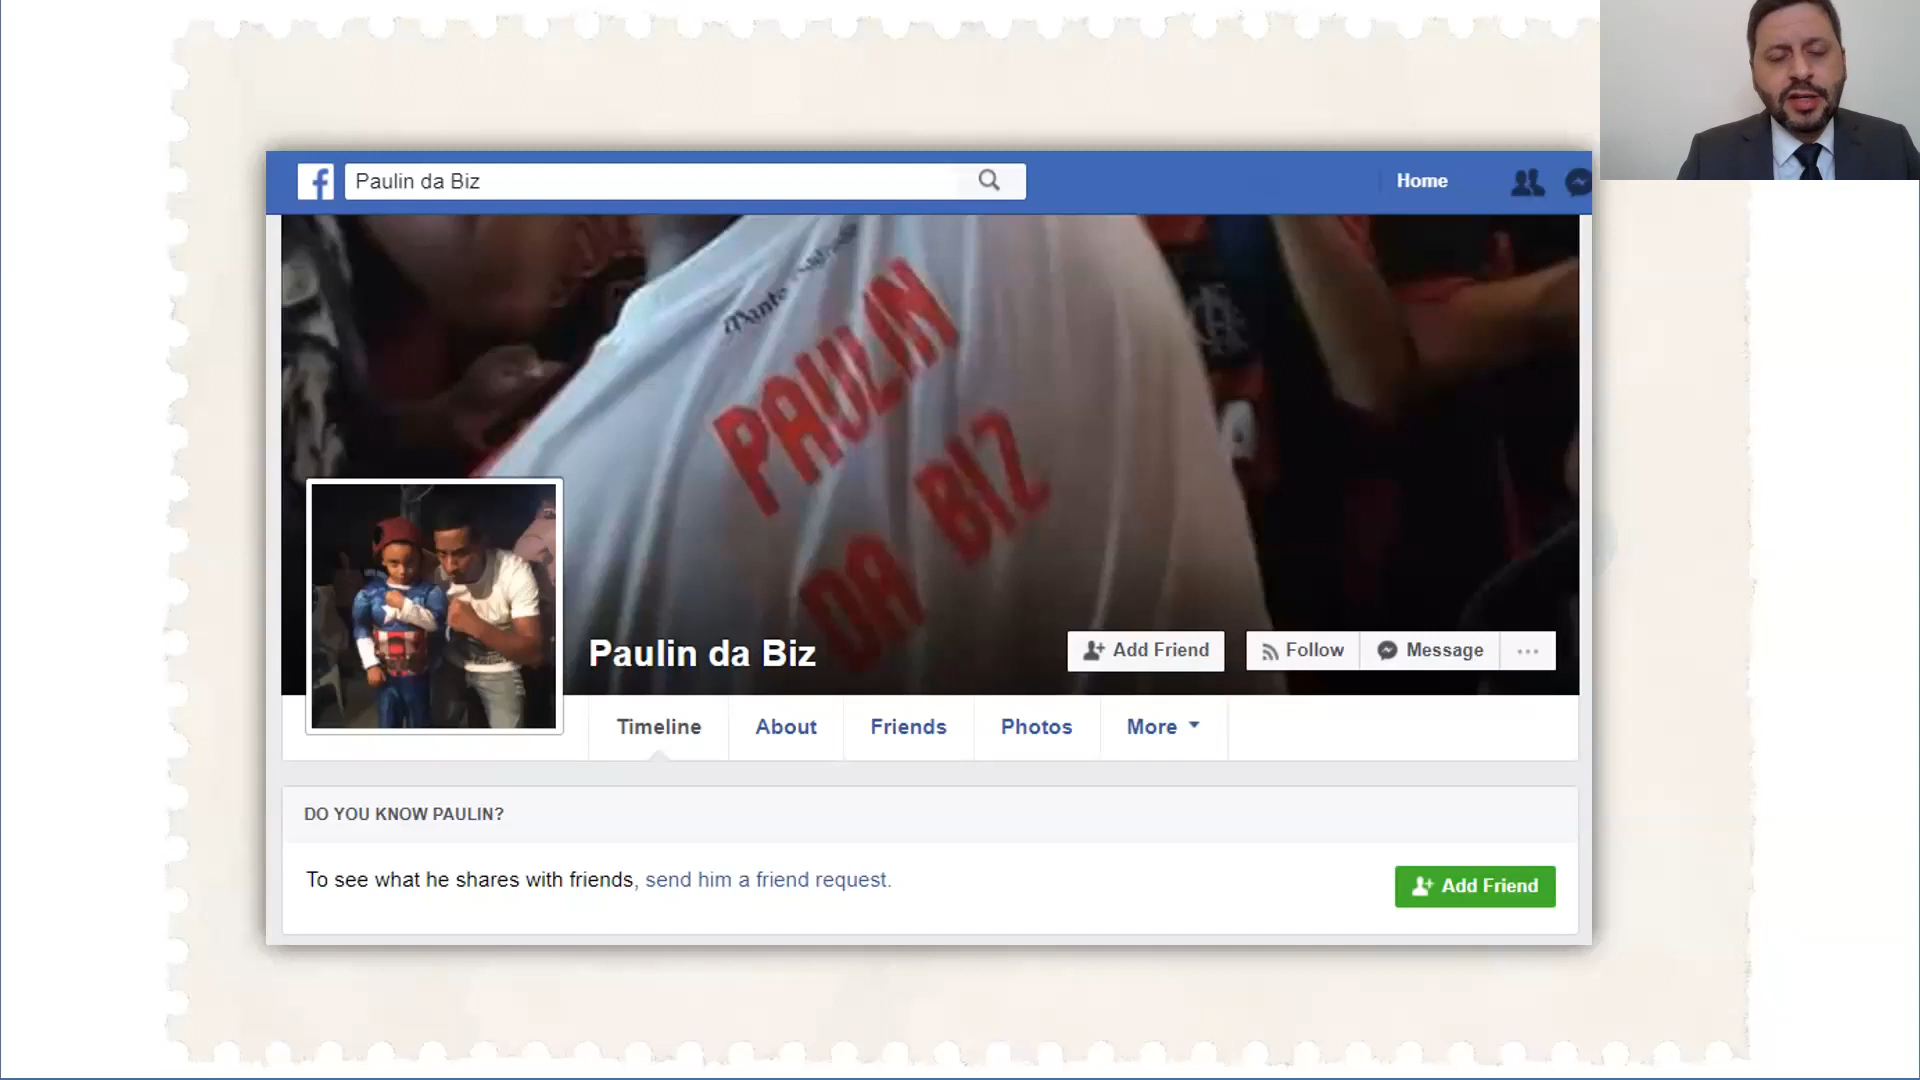 Paulin da Biz
Home
Manto
PAULIN
DA BIZ
Paulin da Biz
Add Friend
Follow
Message
Timeline
About
Friends
Photos
More
DO YOU KNOW PAULIN?
To see what he shares with friends, send him a friend request.
Add Friend